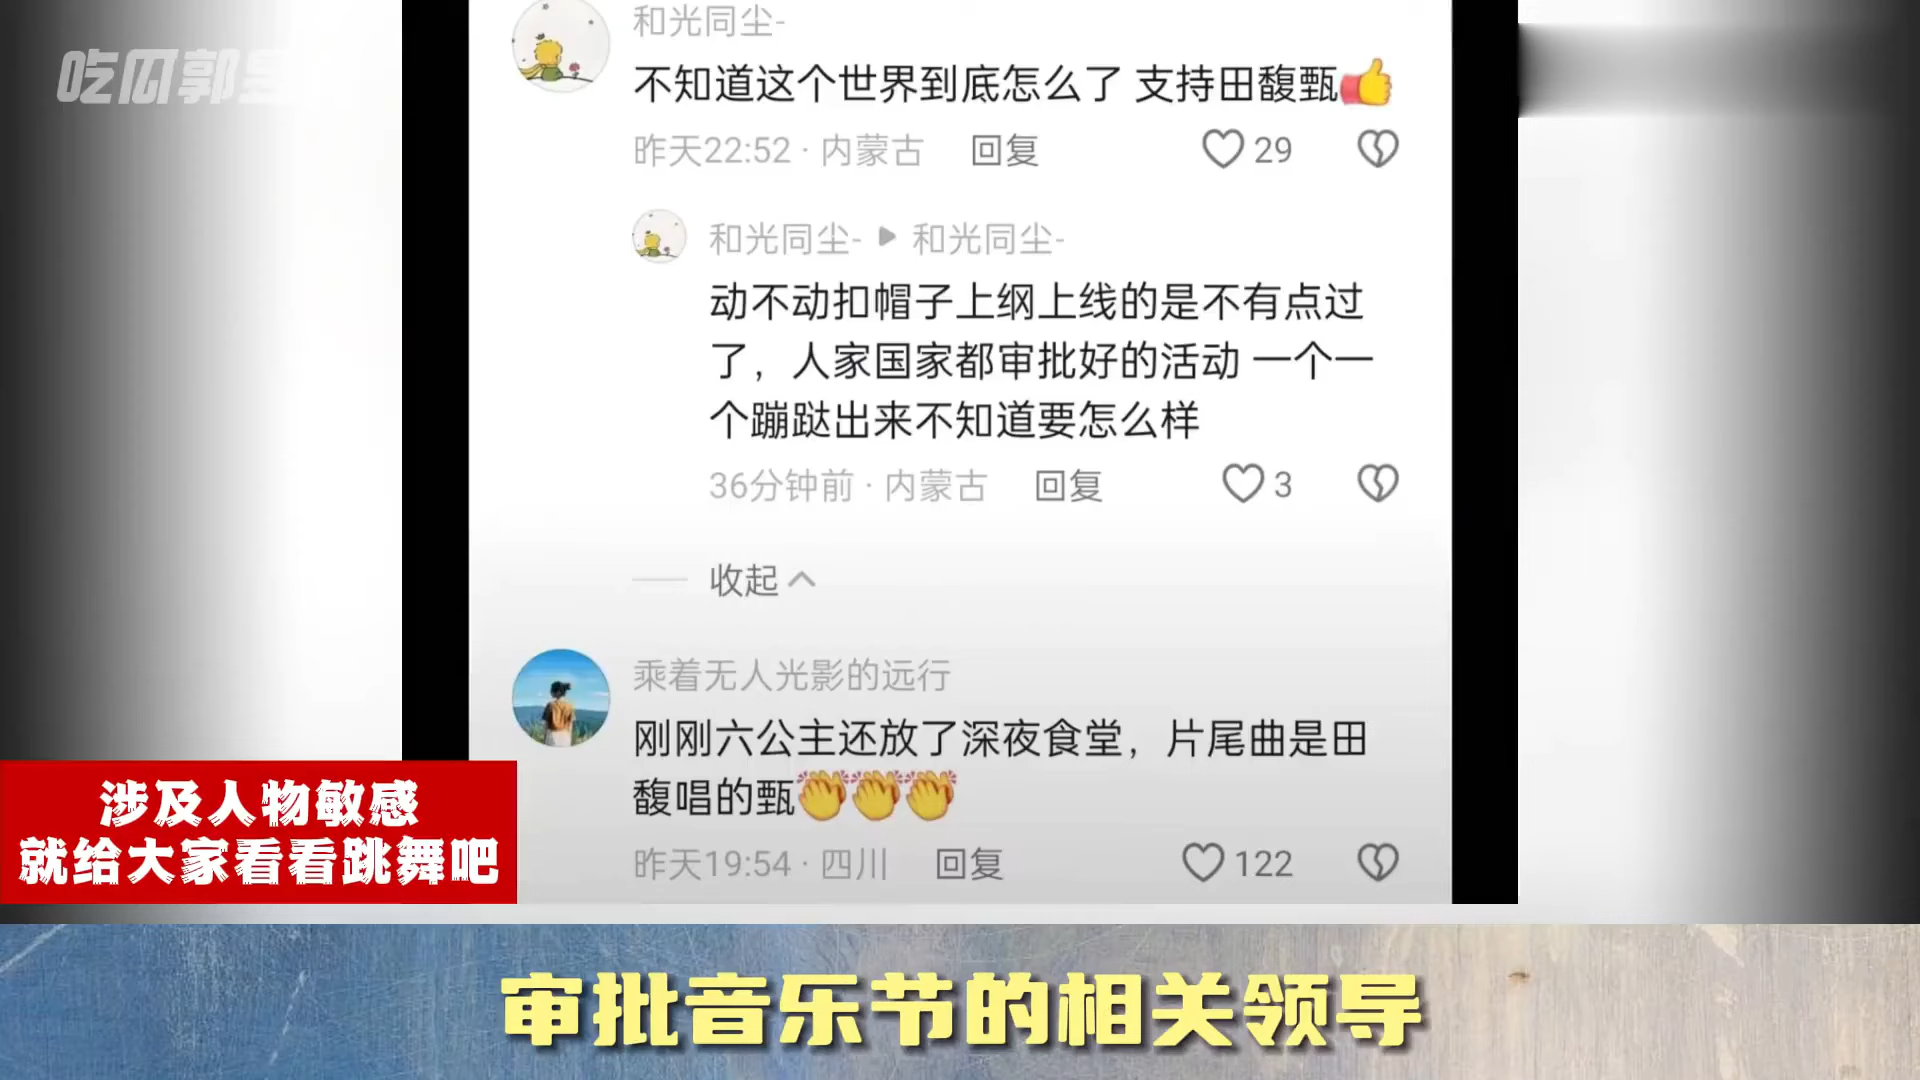 吃瓜郭
和光同尘-
不知道这个世界到底怎么了 支持田馥甄👍
昨天22:52 · 内蒙古 回复 29
和光同尘- ▶ 和光同尘-
动不动扣帽子上纲上线的是不有点过
了，人家国家都审批好的活动 一个一
个蹦跶出来不知道要怎么样
36分钟前 · 内蒙古 回复 3
收起
乘着无人光影的远行
刚刚六公主还放了深夜食堂，片尾曲是田
馥唱的甄👏👏👏
昨天19:54 · 四川 回复 122
涉及人物敏感
就给大家看看跳舞吧
审批音乐节的相关领导